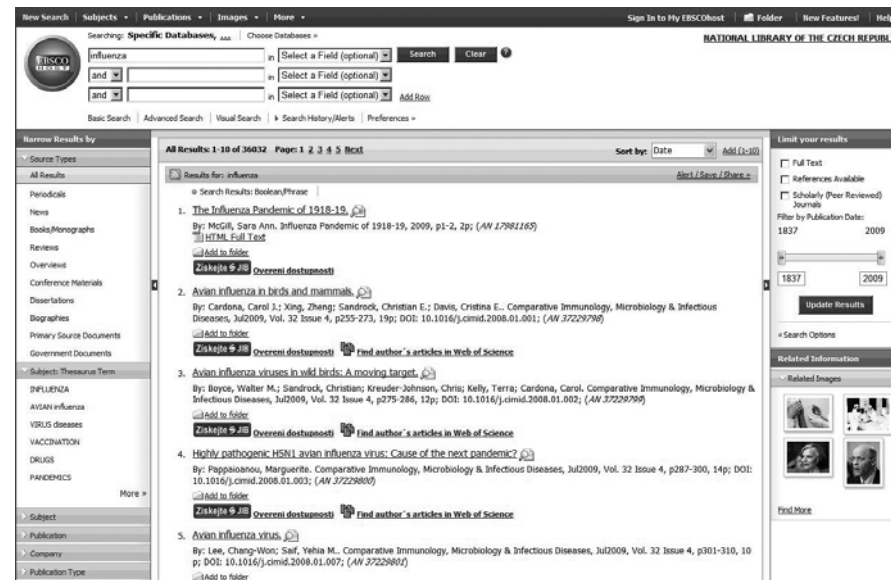 New Search Subjects Publications Images More Sign In to My EBSCOhost Folder New Features! Help
Searching: Specific Databases, ... Choose Databases »
NATIONAL LIBRARY OF THE CZECH REPUBL
EBSCO
HOST
influenza in Select a Field (optional) Search Clear ?
and in Select a Field (optional)
and in Select a Field (optional) Add Row
Basic Search Advanced Search Visual Search Search History/Alerts Preferences »
Narrow Results by
Source Types
All Results
Periodicals
News
Books/Monographs
Reviews
Overviews
Conference Materials
Dissertations
Biographies
Primary Source Documents
Government Documents
Subject: Thesaurus Term
INFLUENZA
AVIAN influenza
VIRUS diseases
VACCINATION
DRUGS
PANDEMICS
More »
Subject
Publication
Company
Publication Type
All Results: 1-10 of 36032 Page: 1 2 3 4 5 Next Sort by: Date Add (1-10)
Results for: influenza Alert / Save / Share »
Search Results: Boolean/Phrase
1. The Influenza Pandemic of 1918-19.
By: McGill, Sara Ann. Influenza Pandemic of 1918-19, 2009, p1-2, 2p; (AN 17981165)
HTML Full Text
Add to folder
Získejte JIB Overeni dostupnosti
2. Avian influenza in birds and mammals.
By: Cardona, Carol J.; Xing, Zheng; Sandrock, Christian E.; Davis, Cristina E.. Comparative Immunology, Microbiology & Infectious
Diseases, Jul2009, Vol. 32 Issue 4, p255-273, 19p; DOI: 10.1016/j.cimid.2008.01.001; (AN 37229798)
Add to folder
Získejte JIB Overeni dostupnosti Find author´s articles in Web of Science
3. Avian influenza viruses in wild birds: A moving target.
By: Boyce, Walter M.; Sandrock, Christian; Kreuder-Johnson, Chris; Kelly, Terra; Cardona, Carol. Comparative Immunology, Microbiology &
Infectious Diseases, Jul2009, Vol. 32 Issue 4, p275-286, 12p; DOI: 10.1016/j.cimid.2008.01.002; (AN 37229799)
Add to folder
Získejte JIB Overeni dostupnosti Find author´s articles in Web of Science
4. Highly pathogenic H5N1 avian influenza virus: Cause of the next pandemic?
By: Pappaioanou, Marguerite. Comparative Immunology, Microbiology & Infectious Diseases, Jul2009, Vol. 32 Issue 4, p287-300, 14p; DOI:
10.1016/j.cimid.2008.01.003; (AN 37229800)
Add to folder
Získejte JIB Overeni dostupnosti Find author´s articles in Web of Science
5. Avian influenza virus.
By: Lee, Chang-Won; Saif, Yehia M.. Comparative Immunology, Microbiology & Infectious Diseases, Jul2009, Vol. 32 Issue 4, p301-310, 10
p; DOI: 10.1016/j.cimid.2008.01.007; (AN 37229801)
Add to folder
Limit your results
Full Text
References Available
Scholarly (Peer Reviewed)
Journals
Filter by Publication Date:
1837 2009
1837 2009
Update Results
Search Options
Related Information
Related Images
Find More